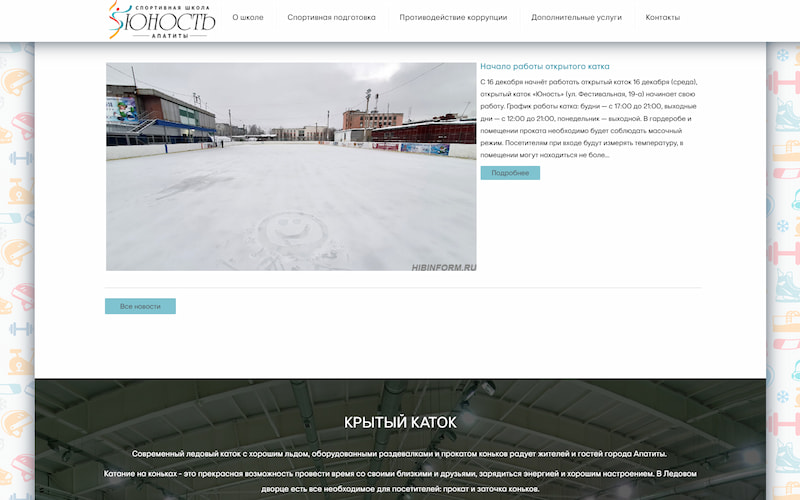 СПОРТИВНАЯ ШКОЛА
ЮНОСТЬ
АПАТИТЫ
О школе
Спортивная подготовка
Противодействие коррупции
Дополнительные услуги
Контакты
Начало работы открытого катка
С 16 декабря начнёт работать открытый каток 16 декабря (среда),
открытый каток «Юность» (ул. Фестивальная, 19-а) начинает свою
работу. График работы катка: будни — с 17:00 до 21:00, выходные
дни — с 12:00 до 21:00, понедельник — выходной. В гардеробе и
помещении проката необходимо будет соблюдать масочный
режим. Посетителям при входе будут измерять температуру, в
помещении могут находиться не боле...
Подробнее
HIBINFORM.RU
Все новости
КРЫТЫЙ КАТОК
Современный ледовый каток с хорошим льдом, оборудованными раздевалками и прокатом коньков радует жителей и гостей города Апатиты.
Катание на коньках - это прекрасная возможность провести время со своими близкими и друзьями, зарядиться энергией и хорошим настроением. В Ледовом
дворце есть все необходимое для посетителей: прокат и заточка коньков.